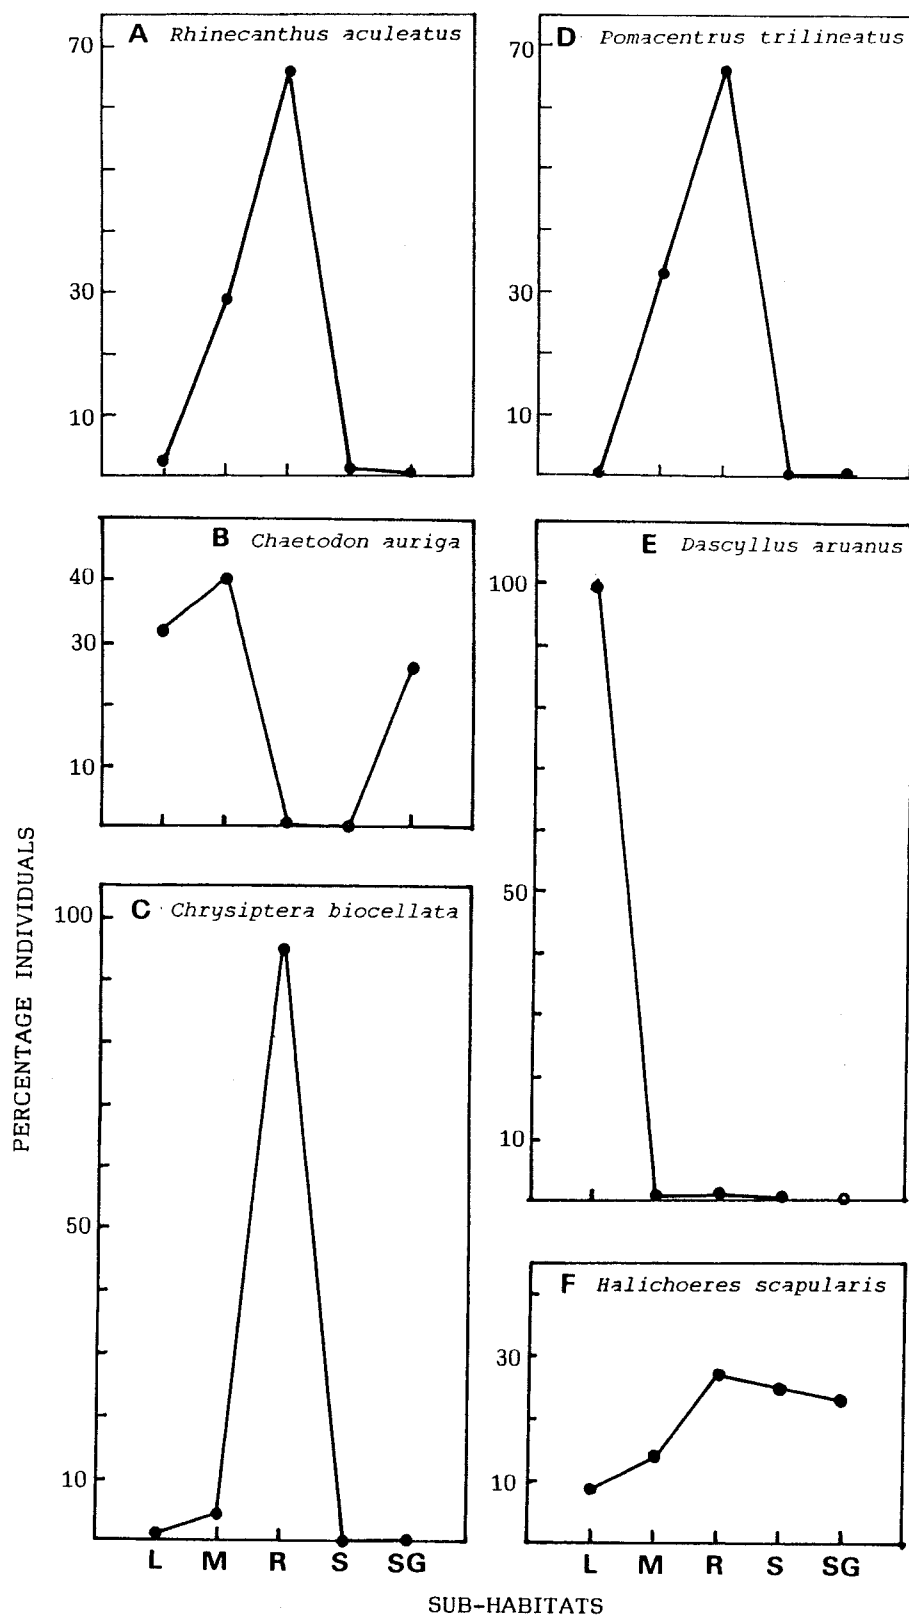 A Rhinecanthus aculeatus
70
30
10
B Chaetodon auriga
40
30
10
C Chrysiptera biocellata
100
50
10
L M R S SG
D Pomacentrus trilineatus
70
30
10
E Dascyllus aruanus
100
50
10
F Halichoeres scapularis
30
10
L M R S SG
PERCENTAGE INDIVIDUALS
SUB-HABITATS